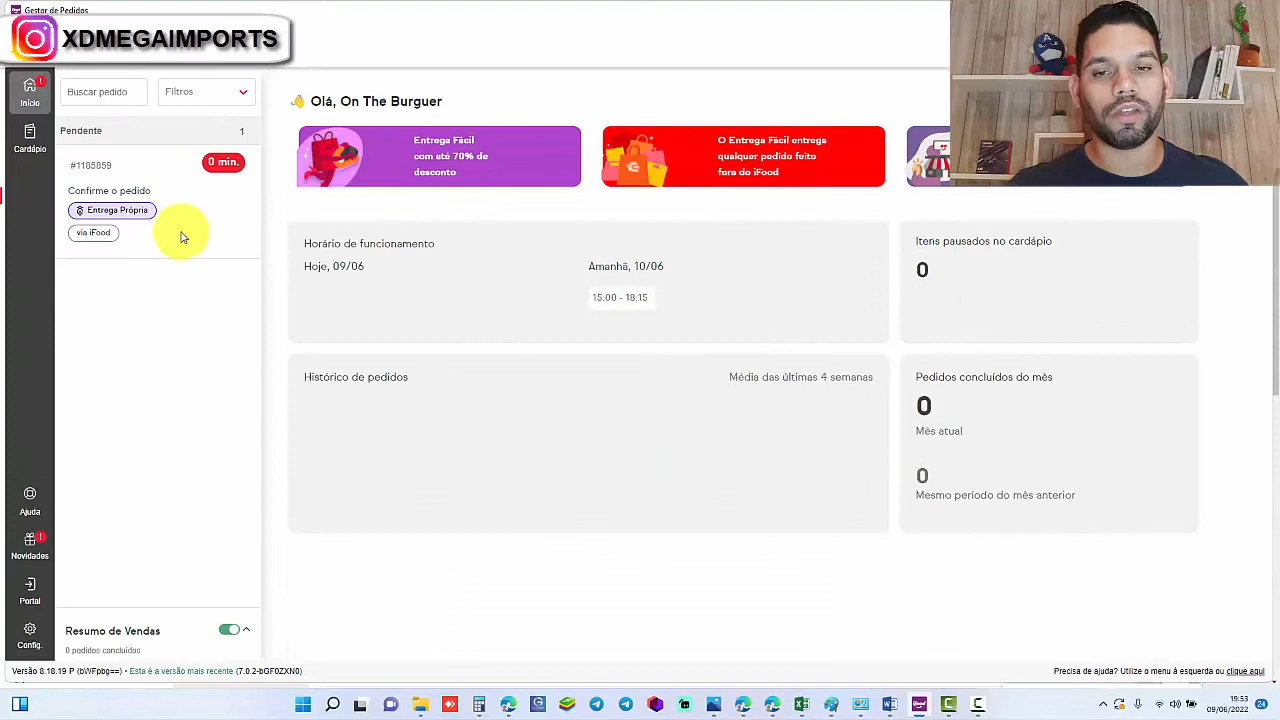 Gestor de Pedidos
XDMEGAIMPORTS
Início
Cardápio
Buscar pedido
Filtros
Pendente 1
#1185859
0 min.
Confirme o pedido
Entrega Própria
via iFood
Olá, On The Burguer
Entrega Fácil
com até 70% de
desconto
O Entrega Fácil entrega
qualquer pedido feito
fora do iFood
Horário de funcionamento
Hoje, 09/06
Amanhã, 10/06
15:00 - 18:15
Itens pausados no cardápio
0
Histórico de pedidos
Média das últimas 4 semanas
Pedidos concluídos do mês
0
Mês atual
0
Mesmo período do mês anterior
Ajuda
Novidades
Portal
Config.
Resumo de Vendas
0 pedidos concluídos
Versão 8.18.19 P (bWFpbg==) • Esta é a versão mais recente (7.0.2-bGF0ZXN0)
Precisa de ajuda? Utilize o menu à esquerda ou clique aqui
19:53
09/06/2022
24